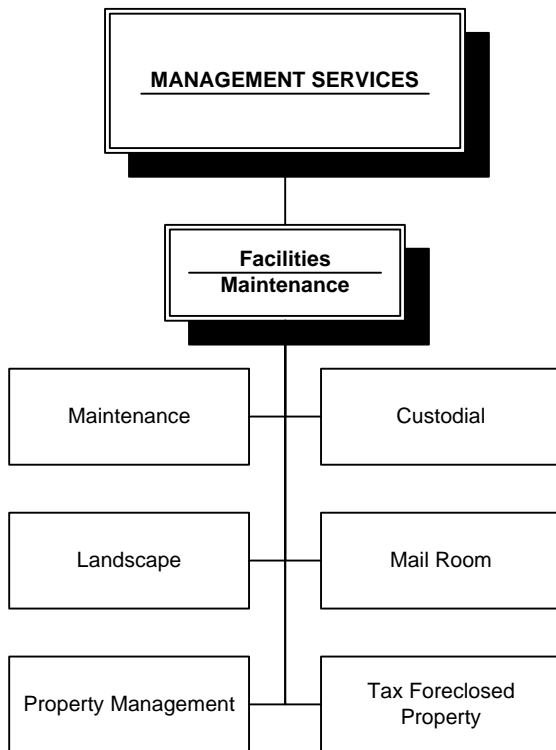 MANAGEMENT SERVICES
Facilities
Maintenance
Maintenance
Custodial
Landscape
Mail Room
Property Management
Tax Foreclosed
Property